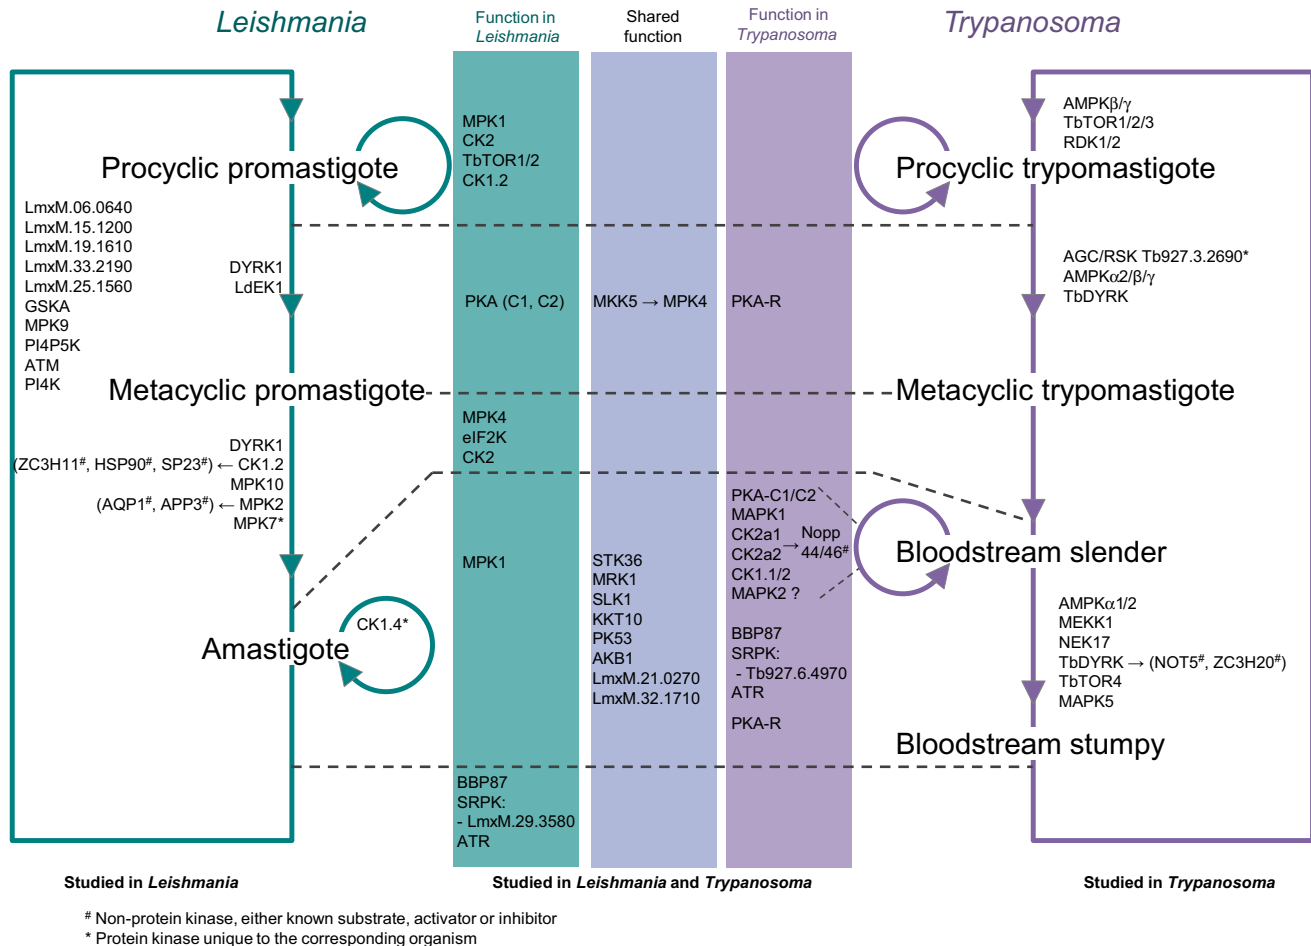 Leishmania
Function in
Leishmania
Shared
function
Function in
Trypanosoma
Trypanosoma
Procyclic promastigote
LmxM.06.0640
LmxM.15.1200
LmxM.19.1610
LmxM.33.2190
LmxM.25.1560
GSKA
MPK9
PI4P5K
ATM
PI4K
DYRK1
LdEK1
Metacyclic promastigote
DYRK1
(ZC3H11#, HSP90#, SP23#) ← CK1.2
MPK10
(AQP1#, APP3#) ← MPK2
MPK7*
CK1.4*
Amastigote
MPK1
CK2
TbTOR1/2
CK1.2
PKA (C1, C2)
MPK4
eIF2K
CK2
MPK1
BBP87
SRPK:
- LmxM.29.3580
ATR
MKK5 → MPK4
STK36
MRK1
SLK1
KKT10
PK53
AKB1
LmxM.21.0270
LmxM.32.1710
PKA-R
PKA-C1/C2
MAPK1
CK2a1
CK2a2
→ Nopp
44/46#
CK1.1/2
MAPK2 ?
BBP87
SRPK:
- Tb927.6.4970
ATR
PKA-R
AMPKβ/γ
TbTOR1/2/3
RDK1/2
Procyclic trypomastigote
AGC/RSK Tb927.3.2690*
AMPKα2/β/γ
TbDYRK
Metacyclic trypomastigote
Bloodstream slender
AMPKα1/2
MEKK1
NEK17
TbDYRK → (NOT5#, ZC3H20#)
TbTOR4
MAPK5
Bloodstream stumpy
Studied in Leishmania
Studied in Leishmania and Trypanosoma
Studied in Trypanosoma
# Non-protein kinase, either known substrate, activator or inhibitor
* Protein kinase unique to the corresponding organism